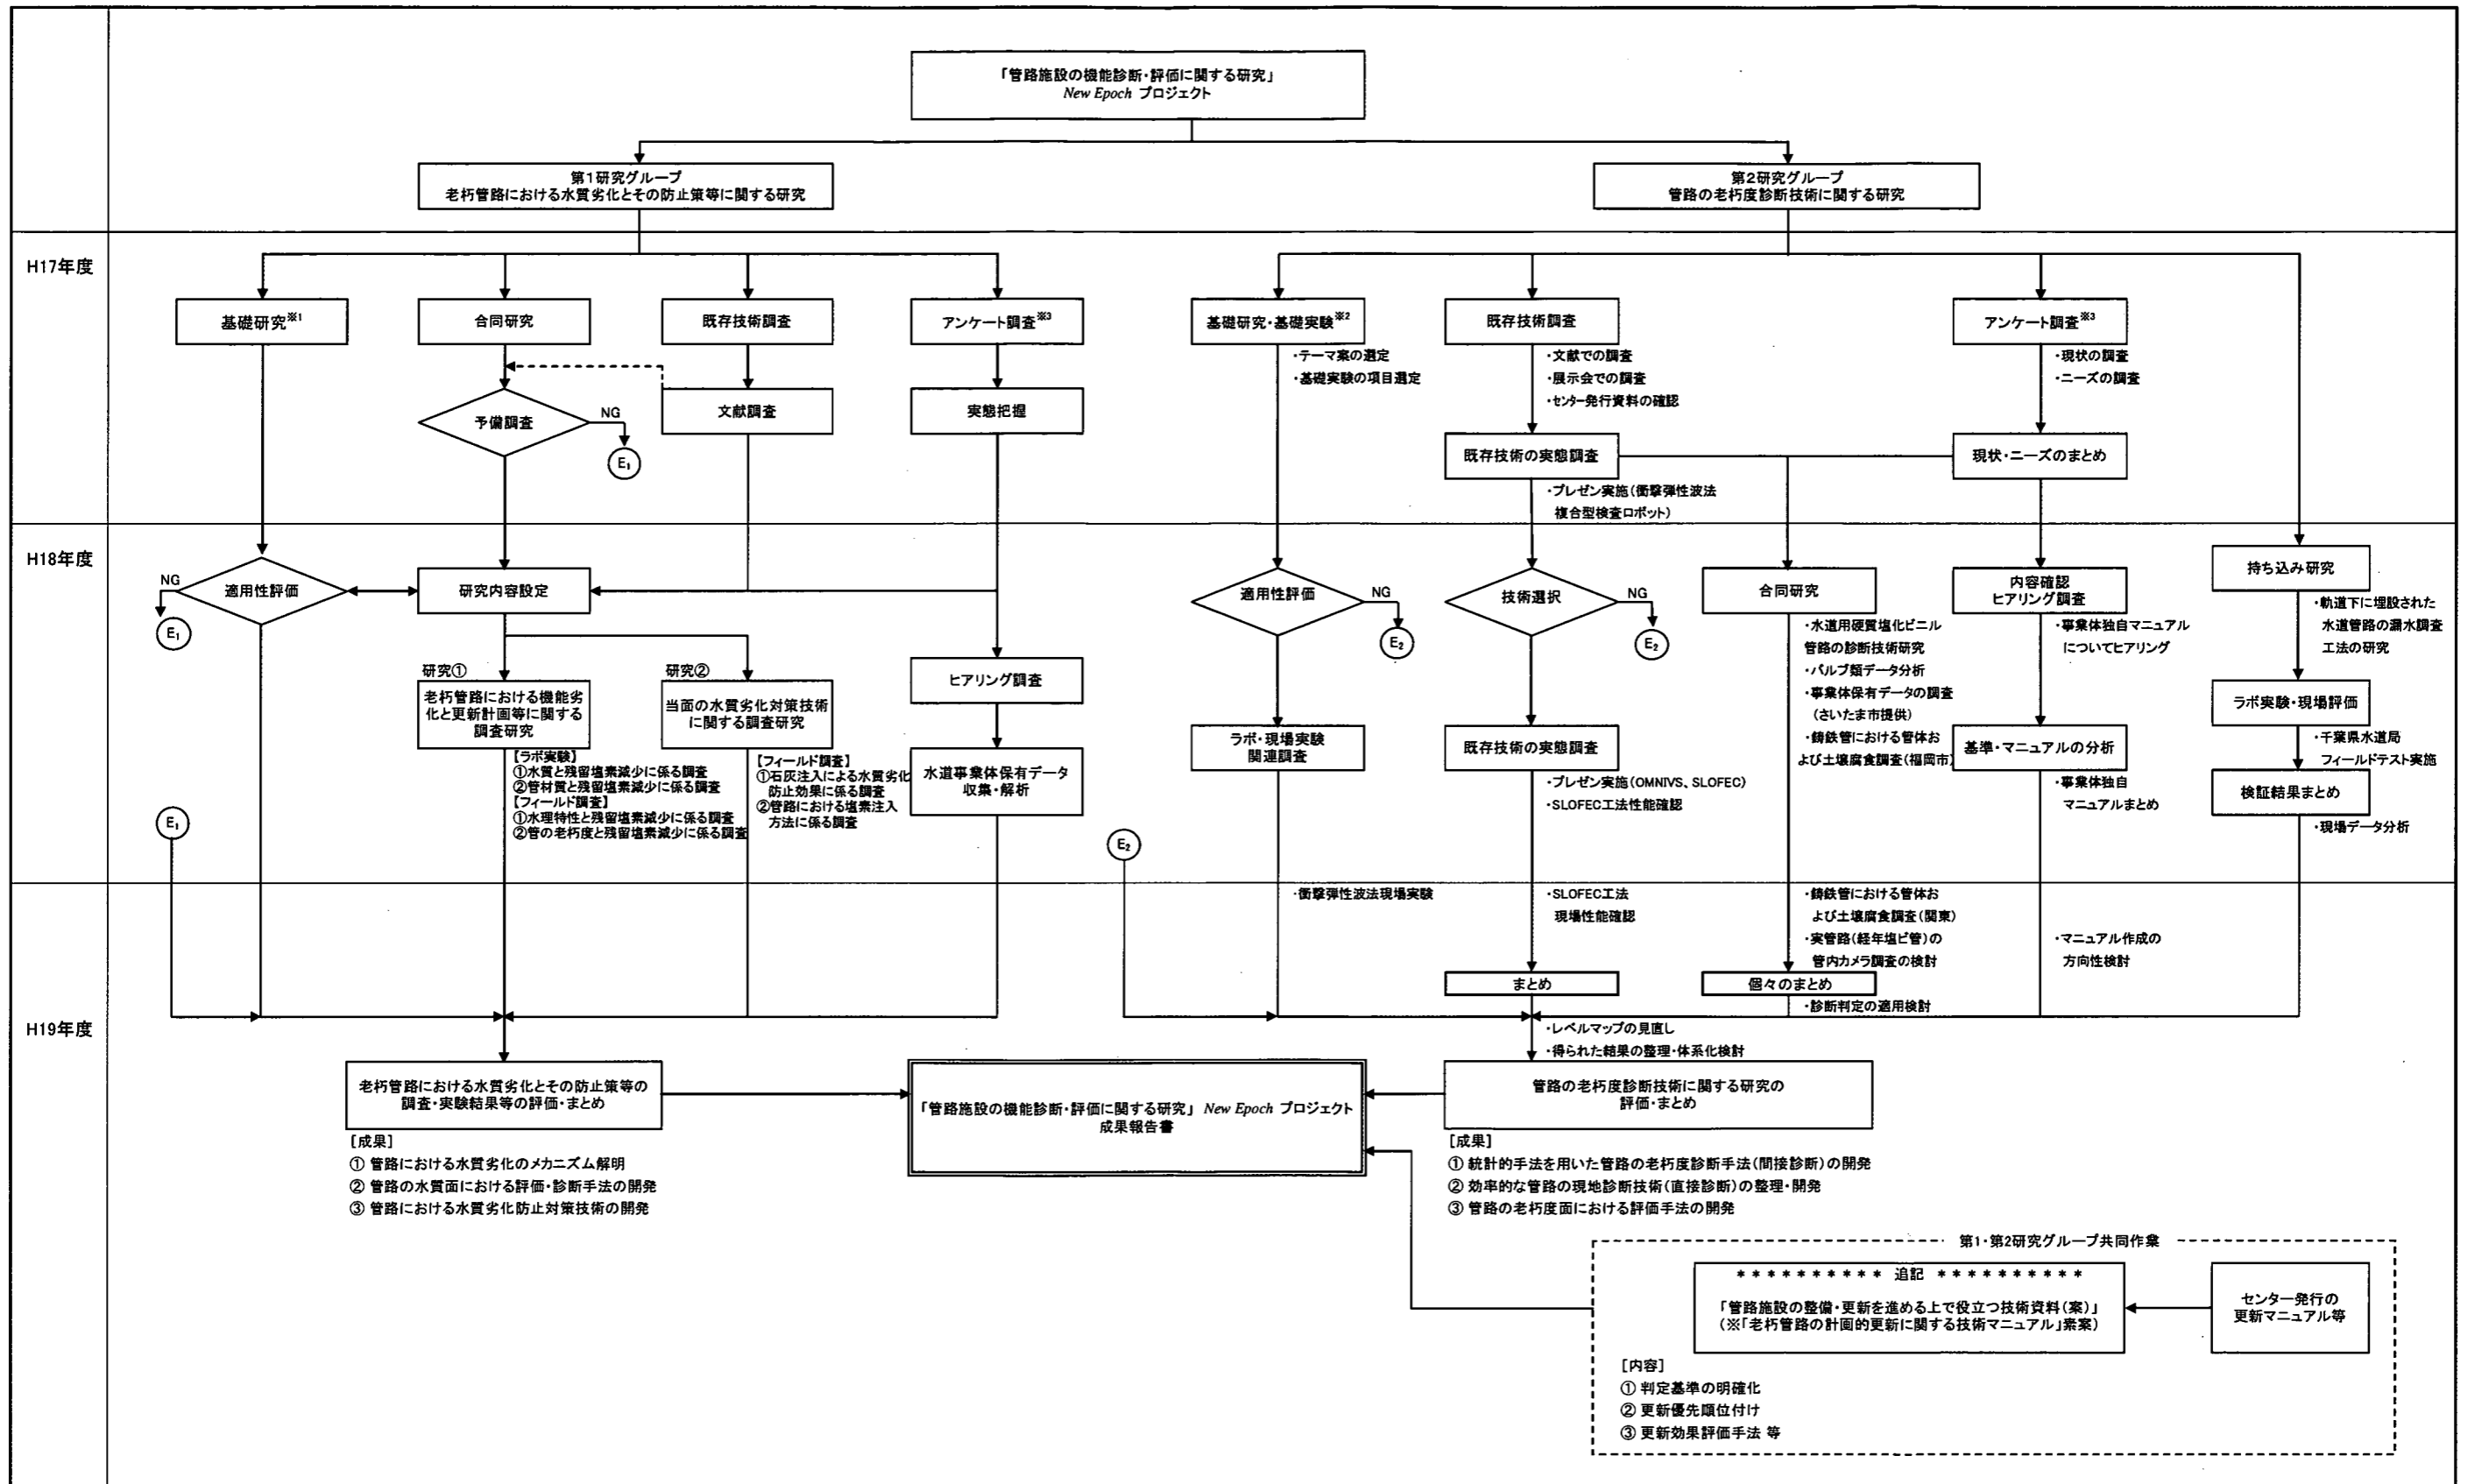 「管路施設の機能診断・評価に関する研究」
New Epoch プロジェクト
第1研究グループ
老朽管路における水質劣化とその防止策等に関する研究
第2研究グループ
管路の老朽度診断技術に関する研究
H17年度
基礎研究※1
合同研究
既存技術調査
アンケート調査※3
基礎研究・基礎実験※2
・テーマ案の選定
・基礎実験の項目選定
既存技術調査
・文献での調査
・展示会での調査
・センター発行資料の確認
アンケート調査※3
・現状の調査
・ニーズの調査
予備調査
NG
E1
文献調査
実態把握
既存技術の実態調査
・プレゼン実施(衝撃弾性波法
複合型検査ロボット)
現状・ニーズのまとめ
H18年度
NG
適用性評価
E1
研究内容設定
適用性評価
NG
E2
技術選択
NG
E2
合同研究
・水道用硬質塩化ビニル
管路の診断技術研究
・バルブ類データ分析
・事業体保有データの調査
(さいたま市提供)
・鋳鉄管における管体お
よび土壌腐食調査(福岡市)
内容確認
ヒアリング調査
・事業体独自マニュアル
についてヒアリング
持ち込み研究
・軌道下に埋設された
水道管路の漏水調査
工法の研究
研究①
老朽管路における機能劣
化と更新計画等に関する
調査研究
【ラボ実験】
①水質と残留塩素減少に係る調査
②管材質と残留塩素減少に係る調査
【フィールド調査】
①水理特性と残留塩素減少に係る調査
②管の老朽度と残留塩素減少に係る調査
研究②
当面の水質劣化対策技術
に関する調査研究
【フィールド調査】
①石灰注入による水質劣化
防止効果に係る調査
②管路における塩素注入
方法に係る調査
ヒアリング調査
水道事業体保有データ
収集・解析
ラボ・現場実験
関連調査
既存技術の実態調査
・プレゼン実施(OMNIVS、SLOFEC)
・SLOFEC工法性能確認
基準・マニュアルの分析
・事業体独自
マニュアルまとめ
ラボ実験・現場評価
・千葉県水道局
フィールドテスト実施
検証結果まとめ
・現場データ分析
E1
E2
H19年度
・衝撃弾性波法現場実験
・SLOFEC工法
現場性能確認
・鋳鉄管における管体お
よび土壌腐食調査(関東)
・実管路(経年塩ビ管)の
管内カメラ調査の検討
・マニュアル作成の
方向性検討
まとめ
個々のまとめ
・診断判定の適用検討
・レベルマップの見直し
・得られた結果の整理・体系化検討
老朽管路における水質劣化とその防止策等の
調査・実験結果等の評価・まとめ
[成果]
① 管路における水質劣化のメカニズム解明
② 管路の水質面における評価・診断手法の開発
③ 管路における水質劣化防止対策技術の開発
「管路施設の機能診断・評価に関する研究」 New Epoch プロジェクト
成果報告書
管路の老朽度診断技術に関する研究の
評価・まとめ
[成果]
① 統計的手法を用いた管路の老朽度診断手法(間接診断)の開発
② 効率的な管路の現地診断技術(直接診断)の整理・開発
③ 管路の老朽度面における評価手法の開発
第1・第2研究グループ共同作業
* * * * * * * * * * 追記 * * * * * * * * * *
「管路施設の整備・更新を進める上で役立つ技術資料(案)」
(※「老朽管路の計画的更新に関する技術マニュアル」素案)
センター発行の
更新マニュアル等
[内容]
① 判定基準の明確化
② 更新優先順位付け
③ 更新効果評価手法 等